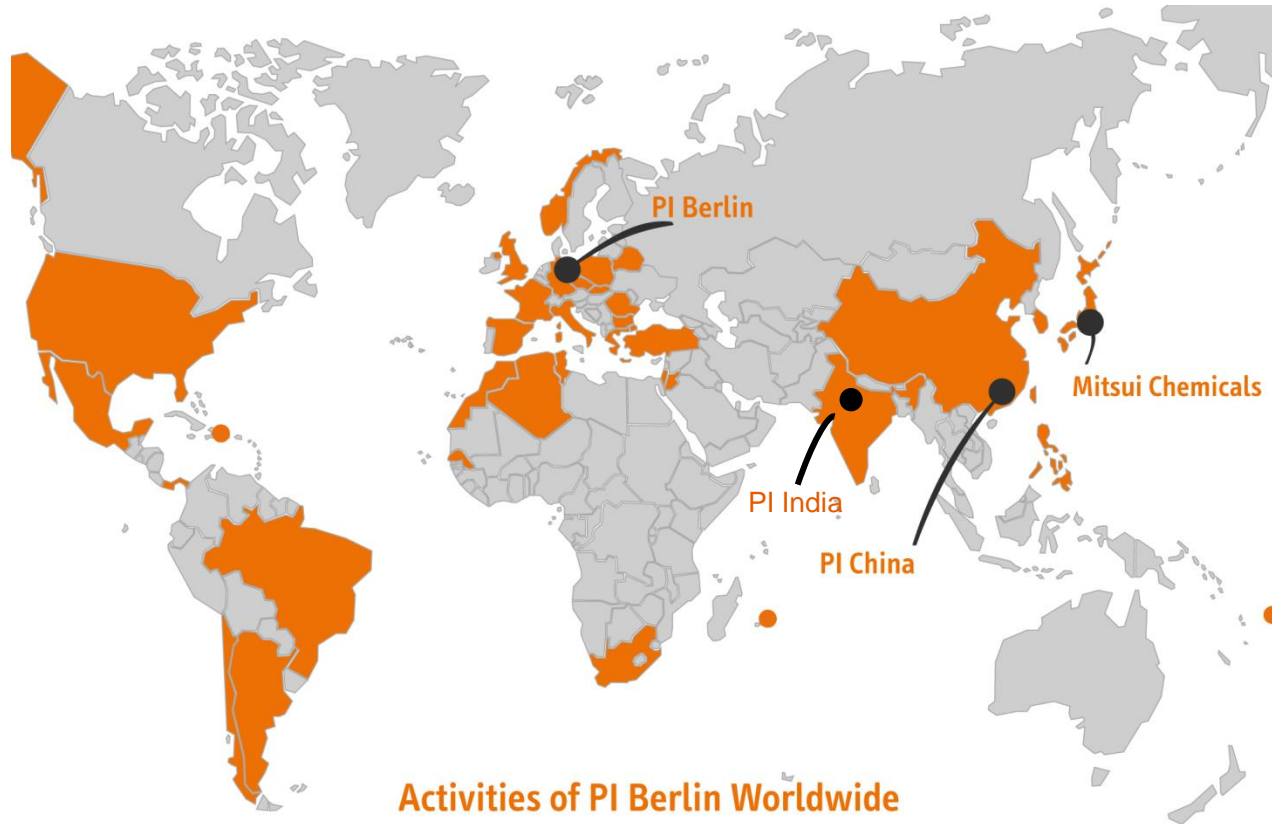 PI Berlin
Mitsui Chemicals
PI India
PI China
Activities of PI Berlin Worldwide